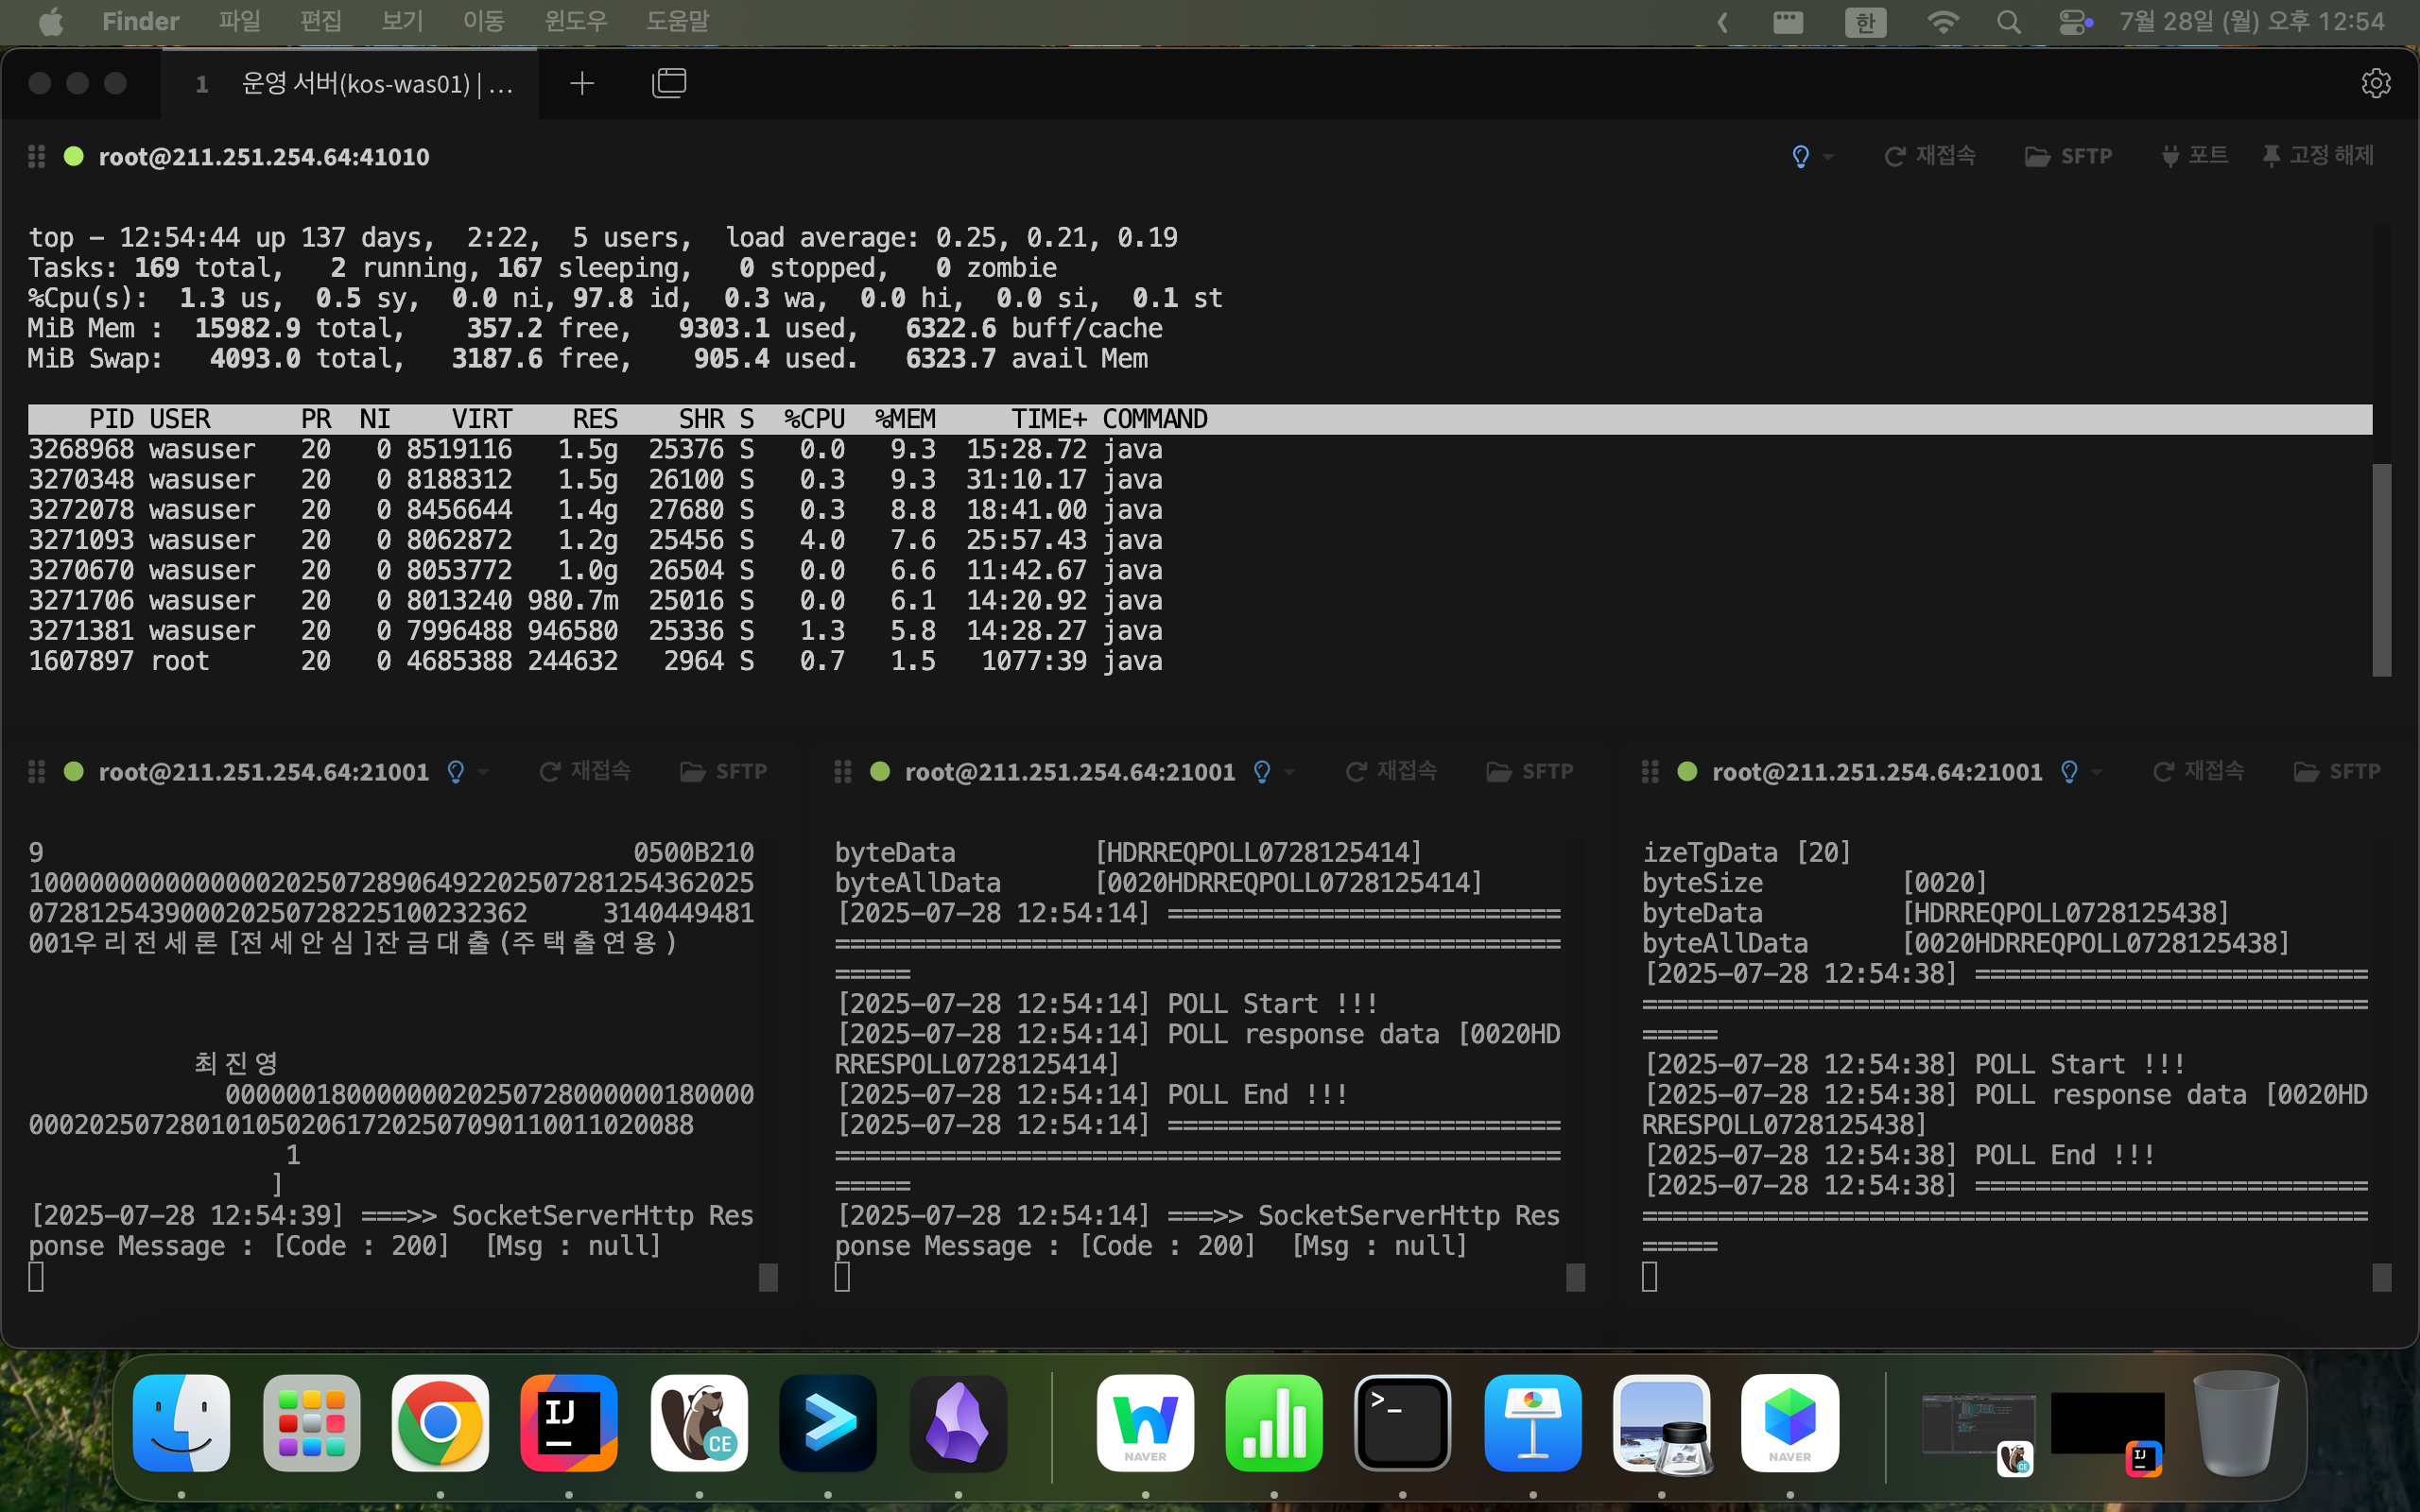 Finder 파일 편집 보기 이동 윈도우 도움말 한 7월 28일 (월) 오후 12:54
1 운영 서버(kos-was01) | ...
root@211.251.254.64:41010 재접속 SFTP 포트 고정 해제
top - 12:54:44 up 137 days,  2:22,  5 users,  load average: 0.25, 0.21, 0.19
Tasks: 169 total,   2 running, 167 sleeping,   0 stopped,   0 zombie
%Cpu(s):  1.3 us,  0.5 sy,  0.0 ni, 97.8 id,  0.3 wa,  0.0 hi,  0.0 si,  0.1 st
MiB Mem :  15982.9 total,    357.2 free,   9303.1 used,   6322.6 buff/cache
MiB Swap:   4093.0 total,   3187.6 free,    905.4 used.   6323.7 avail Mem
PID USER PR NI VIRT RES SHR S %CPU %MEM TIME+ COMMAND
3268968 wasuser 20 0 8519116 1.5g 25376 S 0.0 9.3 15:28.72 java
3270348 wasuser 20 0 8188312 1.5g 26100 S 0.3 9.3 31:10.17 java
3272078 wasuser 20 0 8456644 1.4g 27680 S 0.3 8.8 18:41.00 java
3271093 wasuser 20 0 8062872 1.2g 25456 S 4.0 7.6 25:57.43 java
3270670 wasuser 20 0 8053772 1.0g 26504 S 0.0 6.6 11:42.67 java
3271706 wasuser 20 0 8013240 980.7m 25016 S 0.0 6.1 14:20.92 java
3271381 wasuser 20 0 7996488 946580 25336 S 1.3 5.8 14:28.27 java
1607897 root 20 0 4685388 244632 2964 S 0.7 1.5 1077:39 java
root@211.251.254.64:21001 재접속 SFTP
9 0500B210
100000000000000020250728906492202507281254362025
072812543900020250728225100232362 3140449481
001우리전세론 [전세안심]잔금대출(주택출연용)
최진영
00000018000000020250728000000180000
00020250728010105020617202507090110011020088
1
]
[2025-07-28 12:54:39] ===>> SocketServerHttp Res
ponse Message : [Code : 200]  [Msg : null]
root@211.251.254.64:21001 재접속 SFTP
byteData [HDRREQPOLL0728125414]
byteAllData [0020HDRREQPOLL0728125414]
[2025-07-28 12:54:14] ==========================
================================================
=====
[2025-07-28 12:54:14] POLL Start !!!
[2025-07-28 12:54:14] POLL response data [0020HD
RRESPOLL0728125414]
[2025-07-28 12:54:14] POLL End !!!
[2025-07-28 12:54:14] ==========================
================================================
=====
[2025-07-28 12:54:14] ===>> SocketServerHttp Res
ponse Message : [Code : 200]  [Msg : null]
root@211.251.254.64:21001 재접속 SFTP
izeTgData [20]
byteSize [0020]
byteData [HDRREQPOLL0728125438]
byteAllData [0020HDRREQPOLL0728125438]
[2025-07-28 12:54:38] ==========================
================================================
=====
[2025-07-28 12:54:38] POLL Start !!!
[2025-07-28 12:54:38] POLL response data [0020HD
RRESPOLL0728125438]
[2025-07-28 12:54:38] POLL End !!!
[2025-07-28 12:54:38] ==========================
================================================
=====
IJ CE NAVER >_ NAVER CE IJ